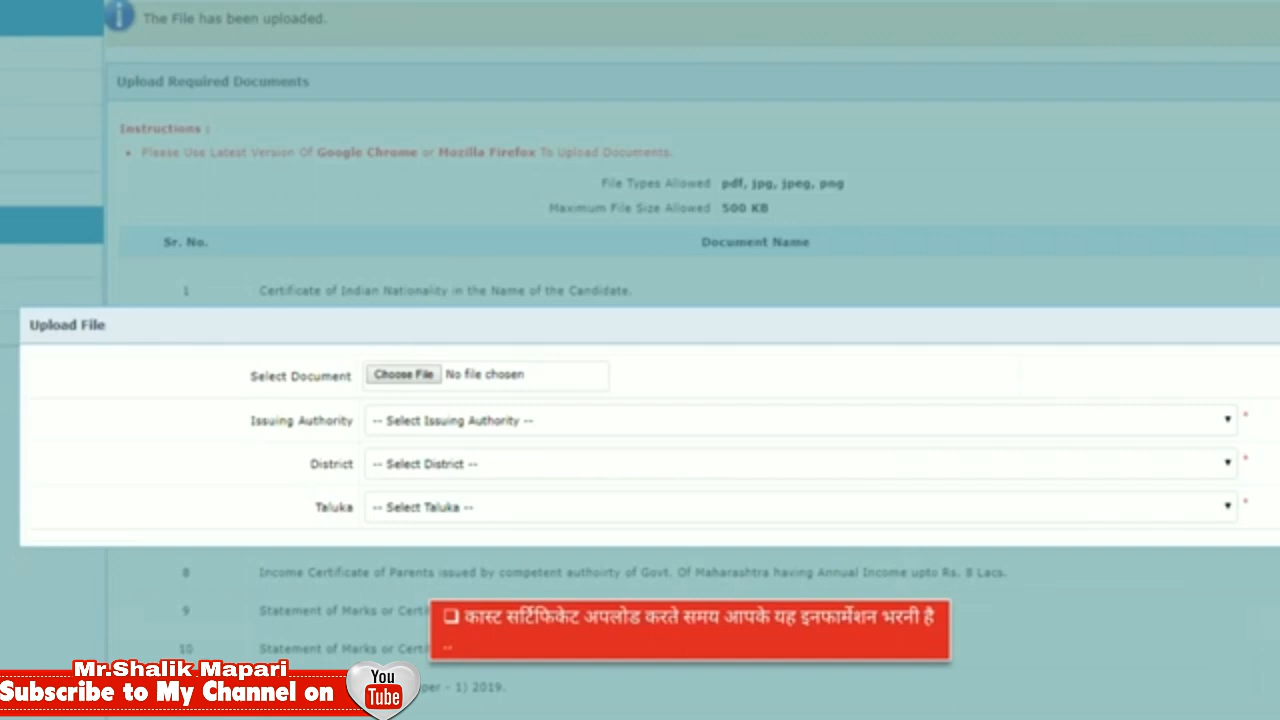 The File has been uploaded.
Upload Required Documents
Instructions :
• Please Use Latest Version Of Google Chrome or Mozilla Firefox To Upload Documents.
File Types Allowed pdf, jpg, jpeg, png
Maximum File Size Allowed 500 KB
Sr. No. Document Name
1 Certificate of Indian Nationality in the Name of the Candidate.
Upload File
Select Document Choose File No file chosen
Issuing Authority -- Select Issuing Authority -- *
District -- Select District -- *
Taluka -- Select Taluka -- *
8 Income Certificate of Parents issued by competent authoirty of Govt. Of Maharashtra having Annual Income upto Rs. 8 Lacs.
9 Statement of Marks or Certi
❑ कास्ट सर्टिफिकेट अपलोड करते समय आपके यह इनफार्मेशन भरनी है
..
10 Statement of Marks or Certi
per - 1) 2019.
Mr.Shalik Mapari
Subscribe to My Channel on
You
Tube